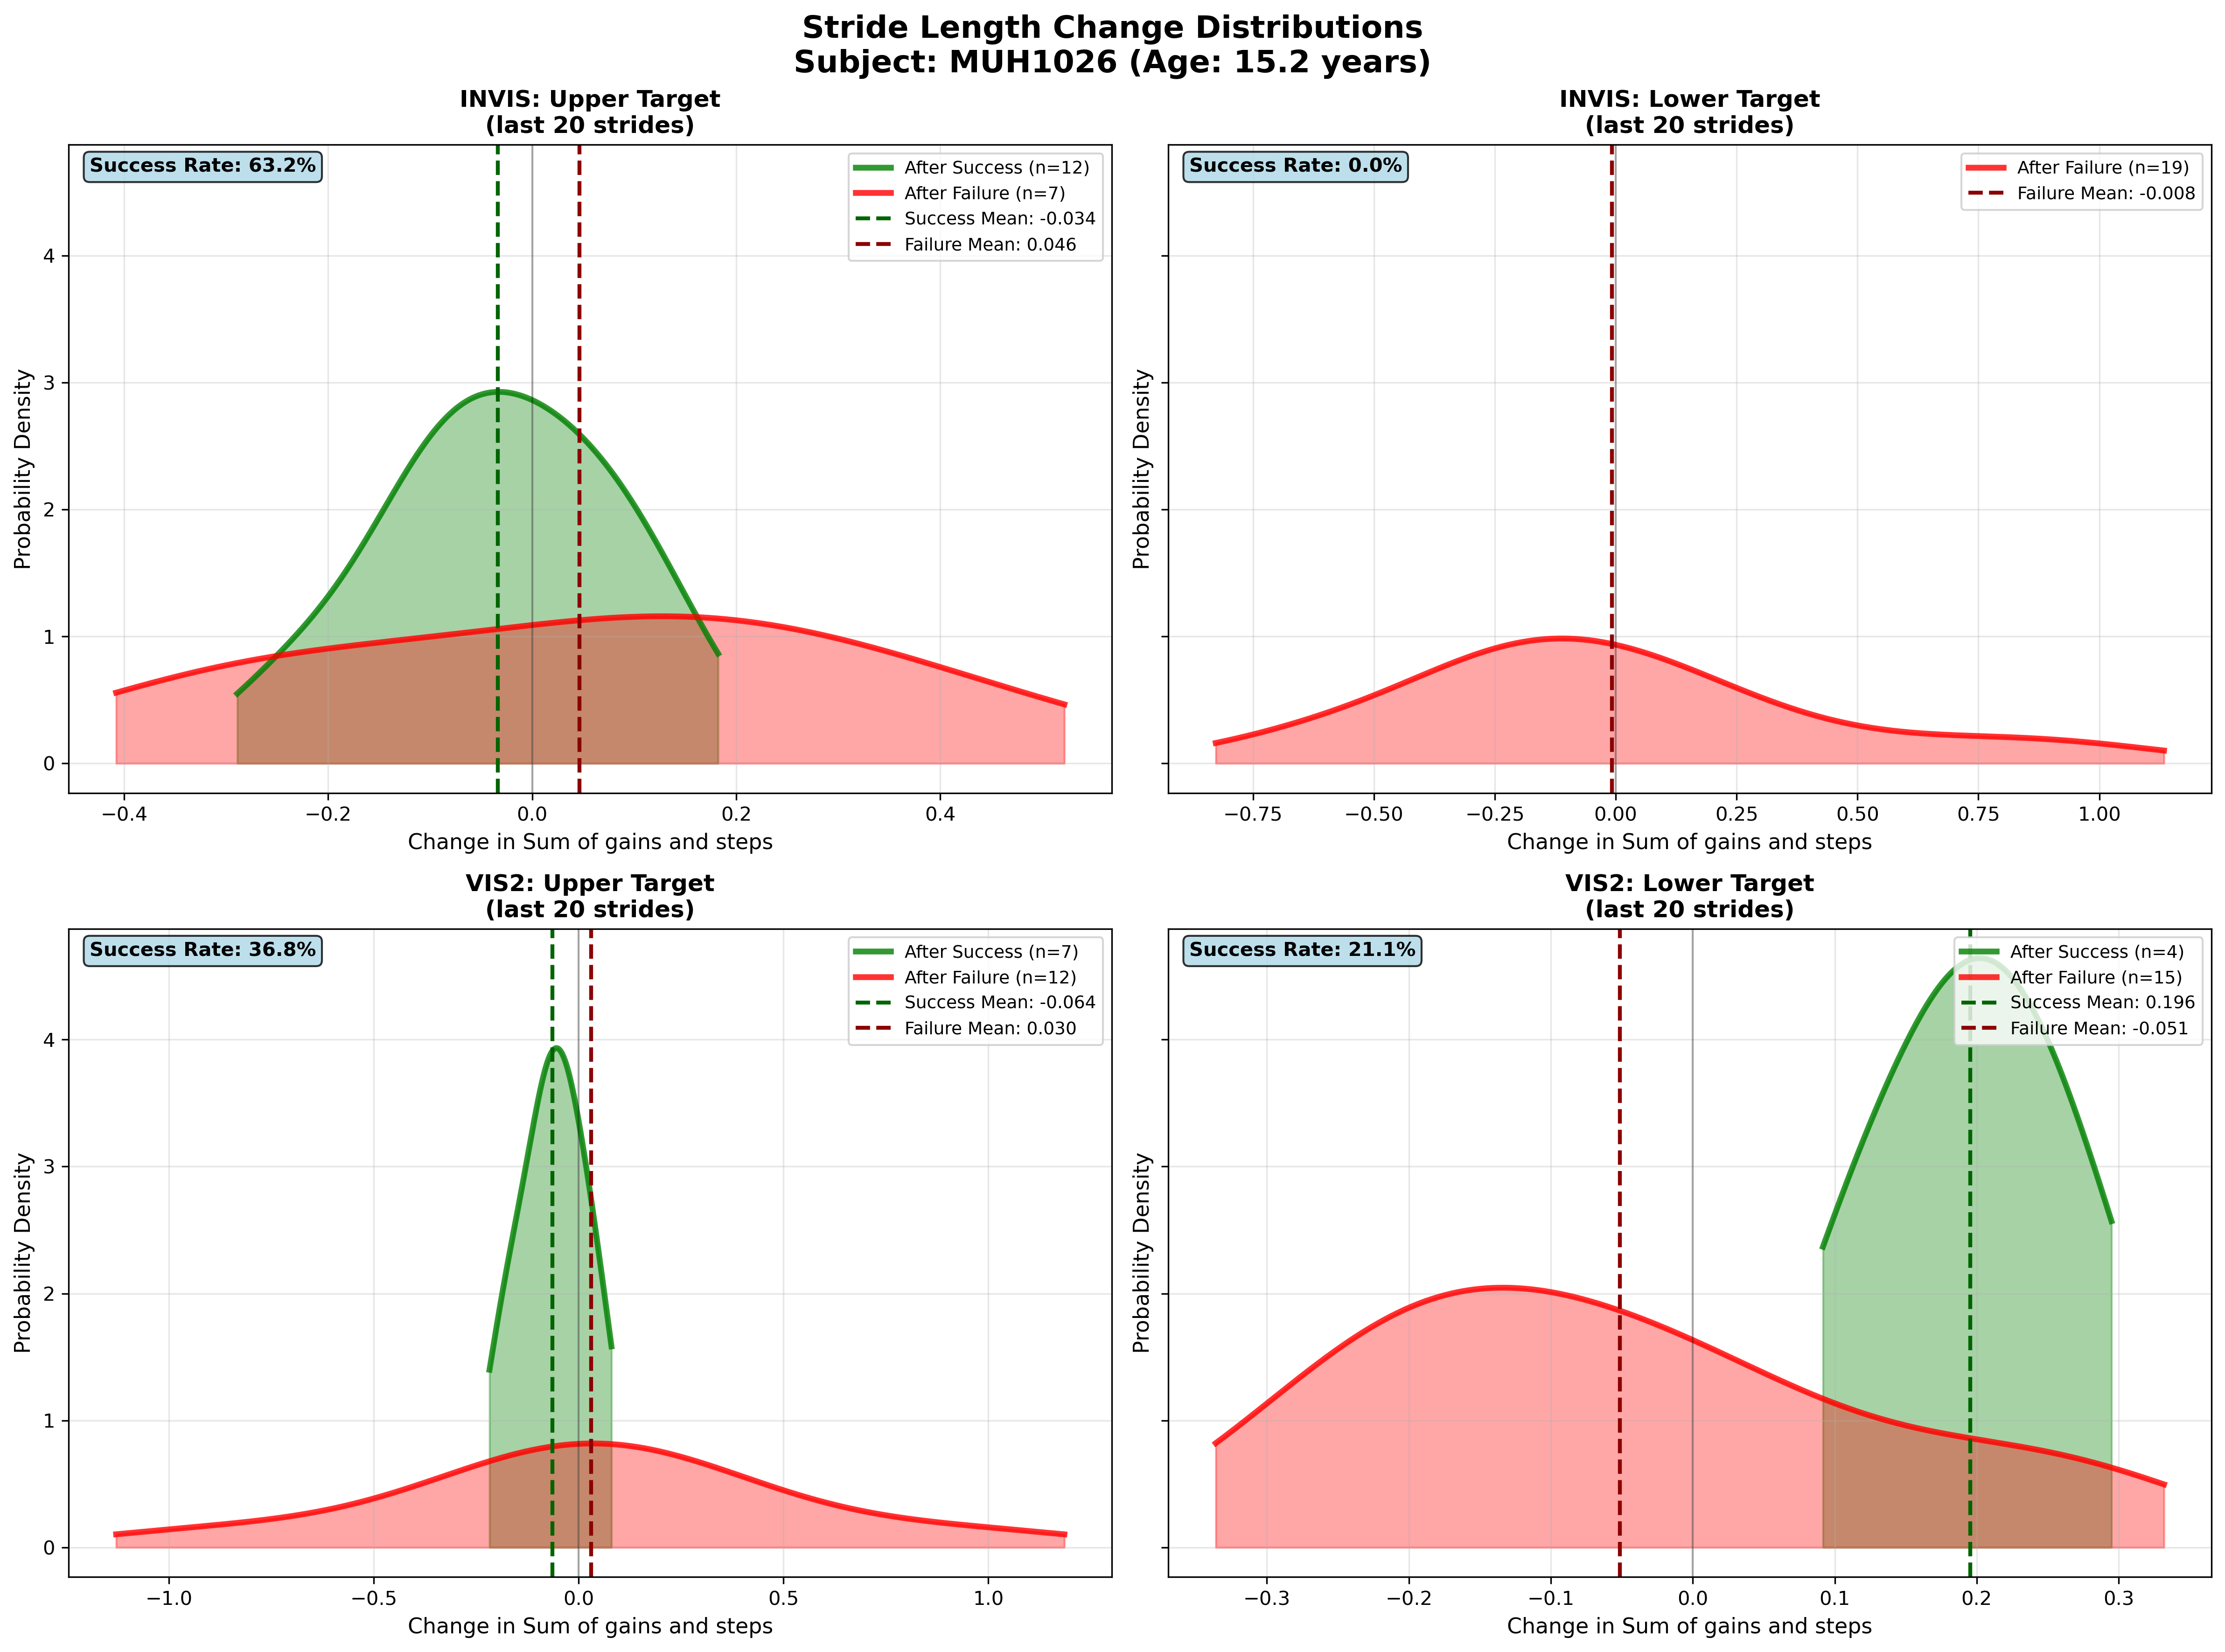 Stride Length Change Distributions
Subject: MUH1026 (Age: 15.2 years)
INVIS: Upper Target
(last 20 strides)
Success Rate: 63.2%
After Success (n=12)
After Failure (n=7)
Success Mean: -0.034
Failure Mean: 0.046
Probability Density
4
3
2
1
0
−0.4 −0.2 0.0 0.2 0.4
Change in Sum of gains and steps
INVIS: Lower Target
(last 20 strides)
Success Rate: 0.0%
After Failure (n=19)
Failure Mean: -0.008
Probability Density
−0.75 −0.50 −0.25 0.00 0.25 0.50 0.75 1.00
Change in Sum of gains and steps
VIS2: Upper Target
(last 20 strides)
Success Rate: 36.8%
After Success (n=7)
After Failure (n=12)
Success Mean: -0.064
Failure Mean: 0.030
Probability Density
4
3
2
1
0
−1.0 −0.5 0.0 0.5 1.0
Change in Sum of gains and steps
VIS2: Lower Target
(last 20 strides)
Success Rate: 21.1%
After Success (n=4)
After Failure (n=15)
Success Mean: 0.196
Failure Mean: -0.051
Probability Density
−0.3 −0.2 −0.1 0.0 0.1 0.2 0.3
Change in Sum of gains and steps